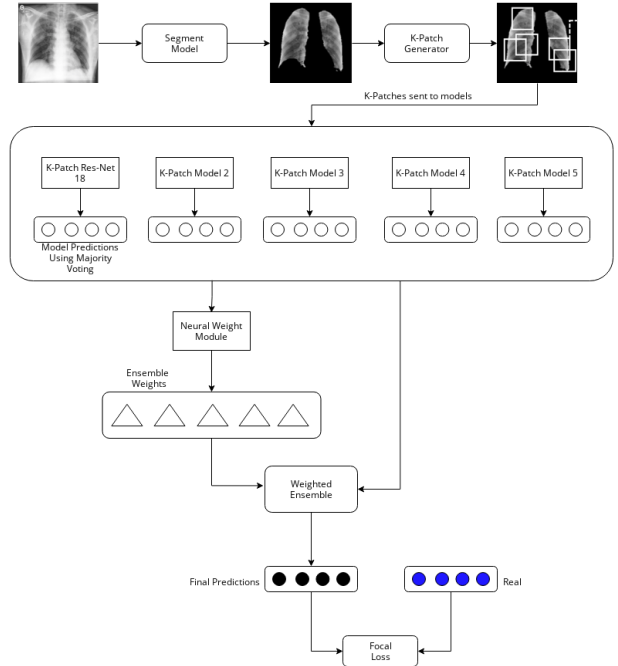 Segment
Model
K-Patch
Generator
K-Patches sent to models
K-Patch Res-Net
18
K-Patch Model 2
K-Patch Model 3
K-Patch Model 4
K-Patch Model 5
Model Predictions
Using Majority
Voting
Neural Weight
Module
Ensemble
Weights
Weighted
Ensemble
Final Predictions
Real
Focal
Loss